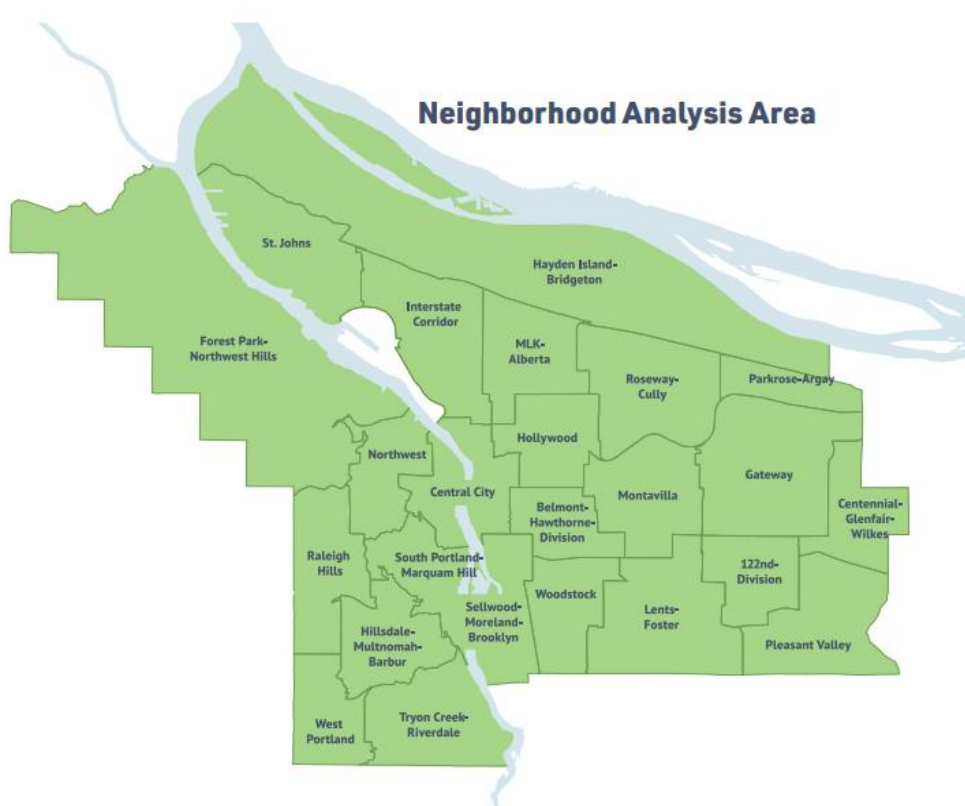 Neighborhood Analysis Area
St. Johns
Hayden Island-
Bridgeton
Interstate
Corridor
Forest Park-
Northwest Hills
MLK-
Alberta
Roseway-
Cully
Parkrose-Argay
Hollywood
Northwest
Gateway
Central City
Montavilla
Centennial-
Glenfair-
Wilkes
Belmont-
Hawthorne-
Division
Raleigh
Hills
South Portland-
Marquam Hill
122nd-
Division
Woodstock
Sellwood-
Moreland-
Brooklyn
Lents-
Foster
Hillsdale-
Multnomah-
Barbur
Pleasant Valley
West
Portland
Tryon Creek-
Riverdale